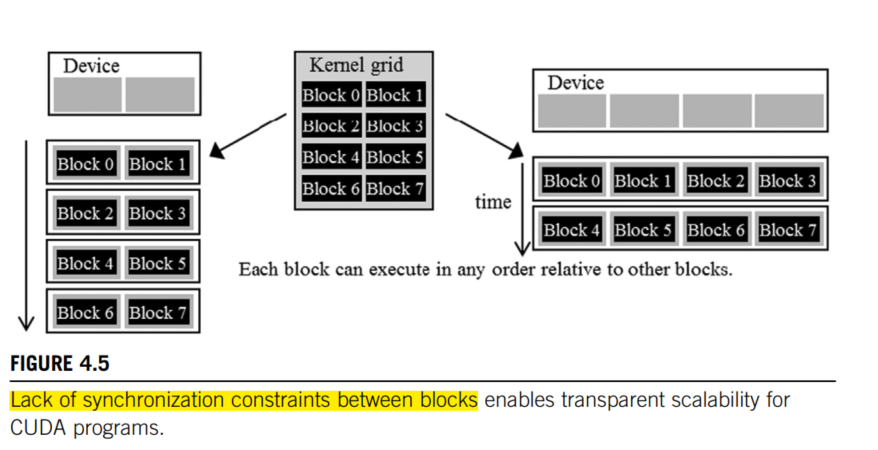 Device
Block 0 Block 1
Block 2 Block 3
Block 4 Block 5
Block 6 Block 7
Kernel grid
Block 0 Block 1
Block 2 Block 3
Block 4 Block 5
Block 6 Block 7
Device
time
Block 0 Block 1 Block 2 Block 3
Block 4 Block 5 Block 6 Block 7
Each block can execute in any order relative to other blocks.
FIGURE 4.5
Lack of synchronization constraints between blocks enables transparent scalability for
CUDA programs.